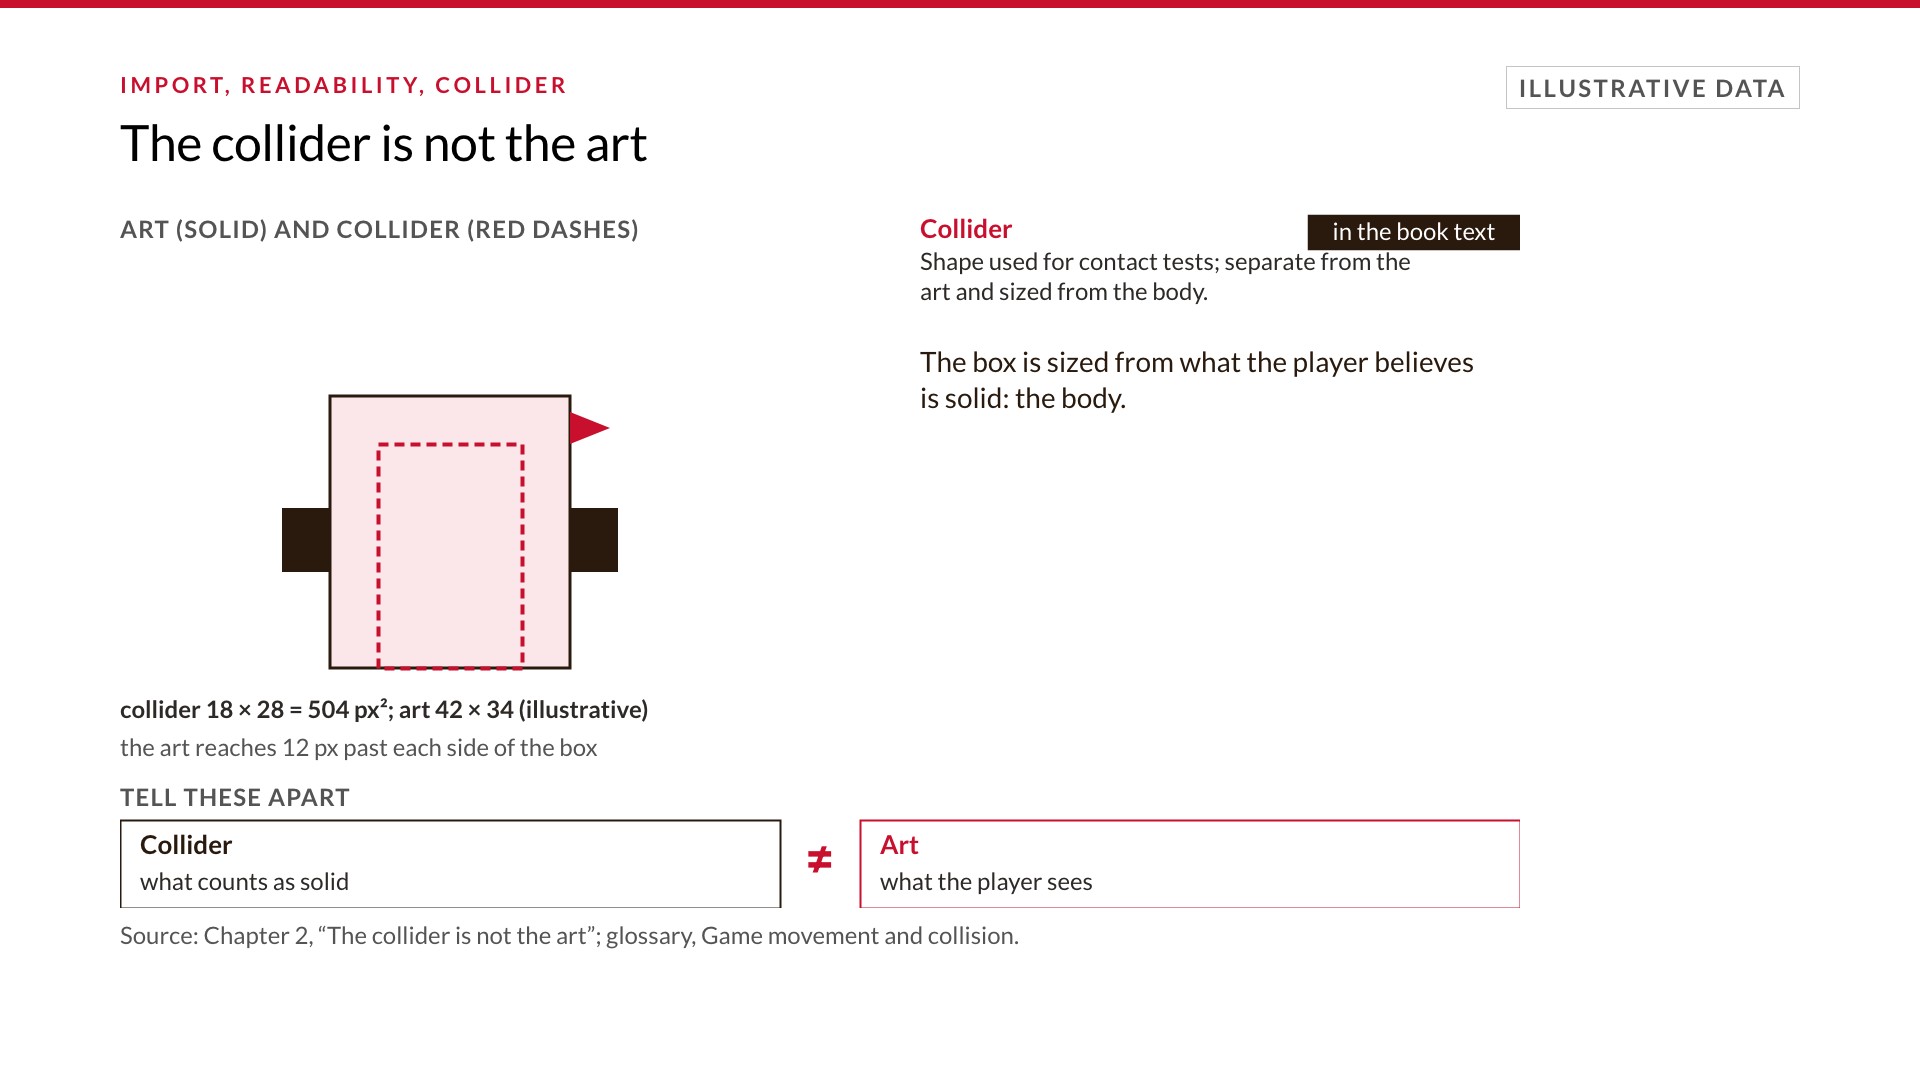 IMPORT, READABILITY, COLLIDER
ILLUSTRATIVE DATA
The collider is not the art
ART (SOLID) AND COLLIDER (RED DASHES)
Collider
in the book text
Shape used for contact tests; separate from the
art and sized from the body.
The box is sized from what the player believes
is solid: the body.
collider 18 × 28 = 504 px²; art 42 × 34 (illustrative)
the art reaches 12 px past each side of the box
TELL THESE APART
Collider
what counts as solid
≠
Art
what the player sees
Source: Chapter 2, “The collider is not the art”; glossary, Game movement and collision.